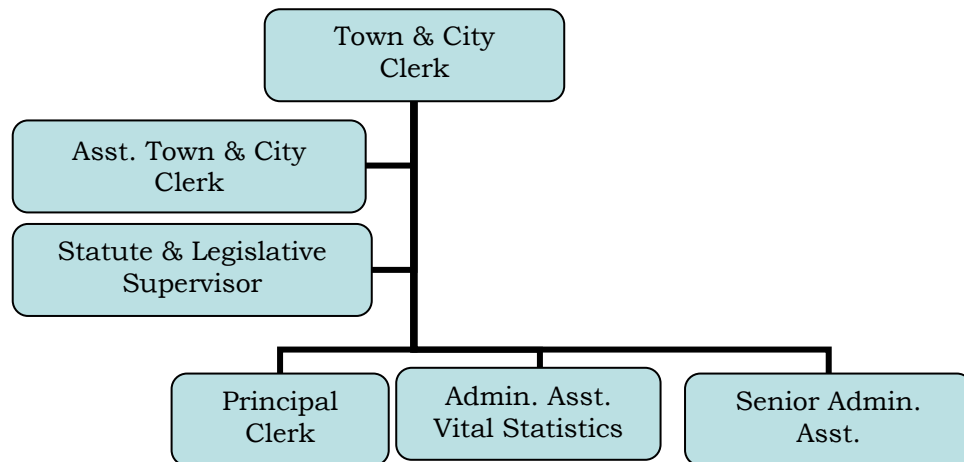 Town & City
Clerk
Asst. Town & City
Clerk
Statute & Legislative
Supervisor
Principal
Clerk
Admin. Asst.
Vital Statistics
Senior Admin.
Asst.